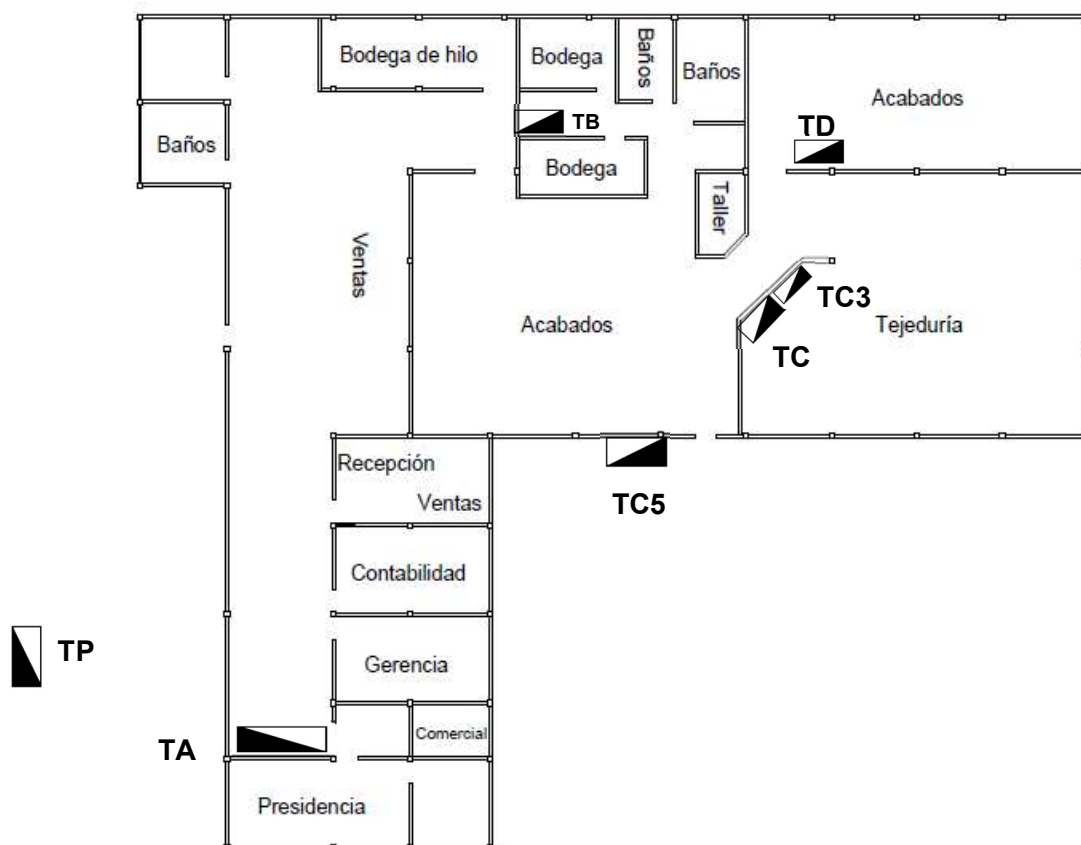 Bodega de hilo
Bodega
Baños
Baños
Acabados
TB
TD
Baños
Bodega
Taller
Ventas
TC3
Acabados
Tejeduría
TC
Recepción
Ventas
TC5
Contabilidad
TP
Gerencia
Comercial
TA
Presidencia